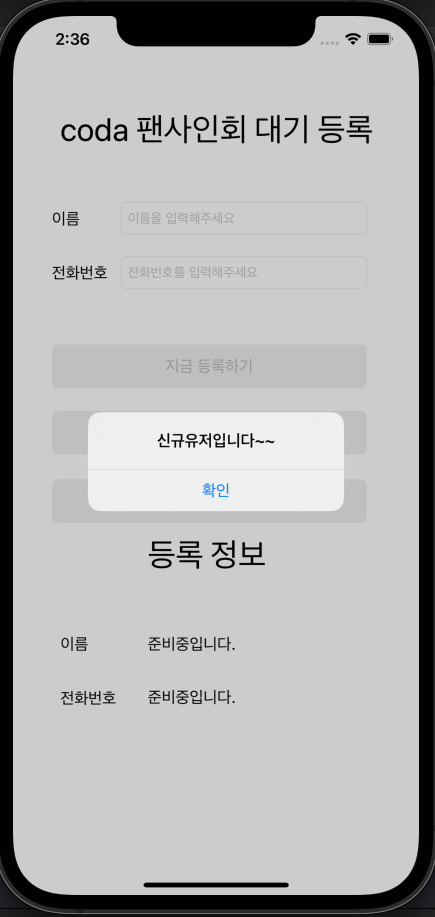 2:36
coda 팬사인회 대기 등록
이름
이름을 입력해주세요
전화번호
전화번호를 입력해주세요
지금 등록하기
신규유저입니다~~
확인
등록 정보
이름
준비중입니다.
전화번호
준비중입니다.